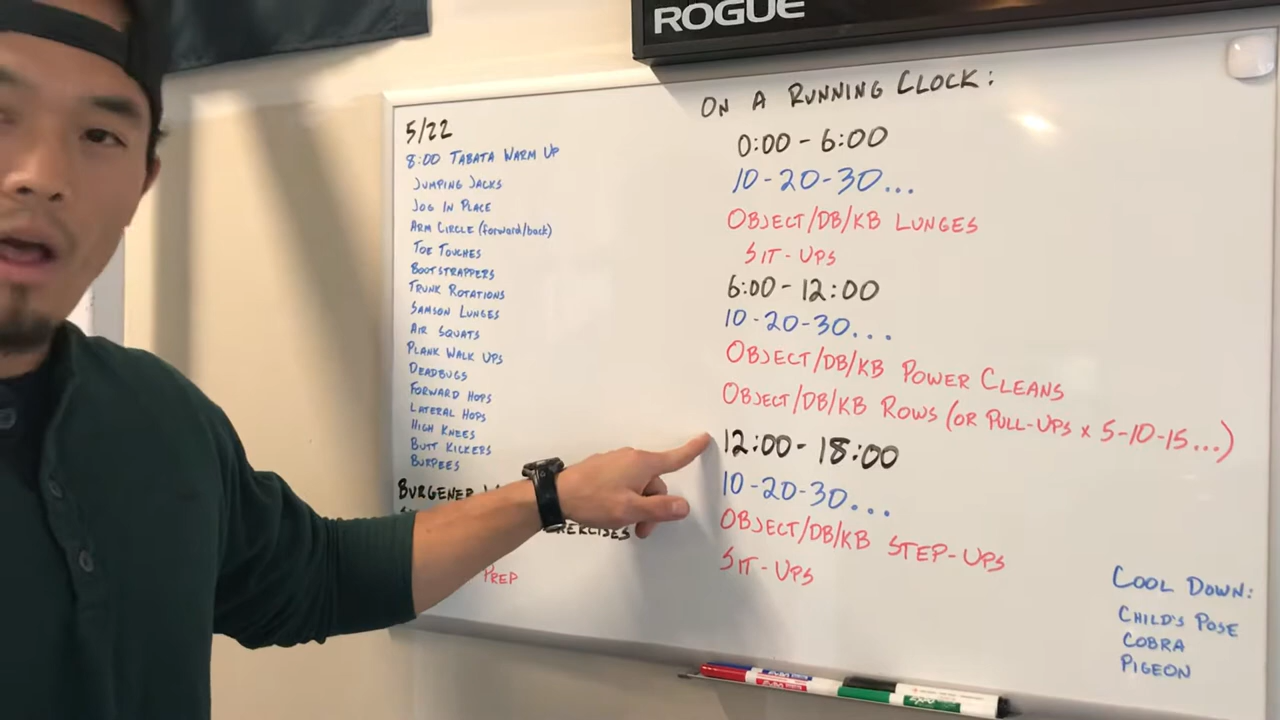 ROGUE
5/22
8:00 TABATA WARM UP
JUMPING JACKS
JOG IN PLACE
ARM CIRCLE (forward/back)
TOE TOUCHES
BOOTSTRAPPERS
TRUNK ROTATIONS
SAMSON LUNGES
AIR SQUATS
PLANK WALK UPS
DEADBUGS
FORWARD HOPS
LATERAL HOPS
HIGH KNEES
BUTT KICKERS
BURPEES
BURGENER
PREP
ON A RUNNING CLOCK:
0:00 - 6:00
10-20-30...
OBJECT/DB/KB LUNGES
SIT-UPS
6:00 - 12:00
10-20-30...
OBJECT/DB/KB POWER CLEANS
OBJECT/DB/KB ROWS (OR PULL-UPS x 5-10-15...)
12:00 - 18:00
10-20-30...
OBJECT/DB/KB STEP-UPS
SIT-UPS
COOL DOWN:
CHILD'S POSE
COBRA
PIGEON